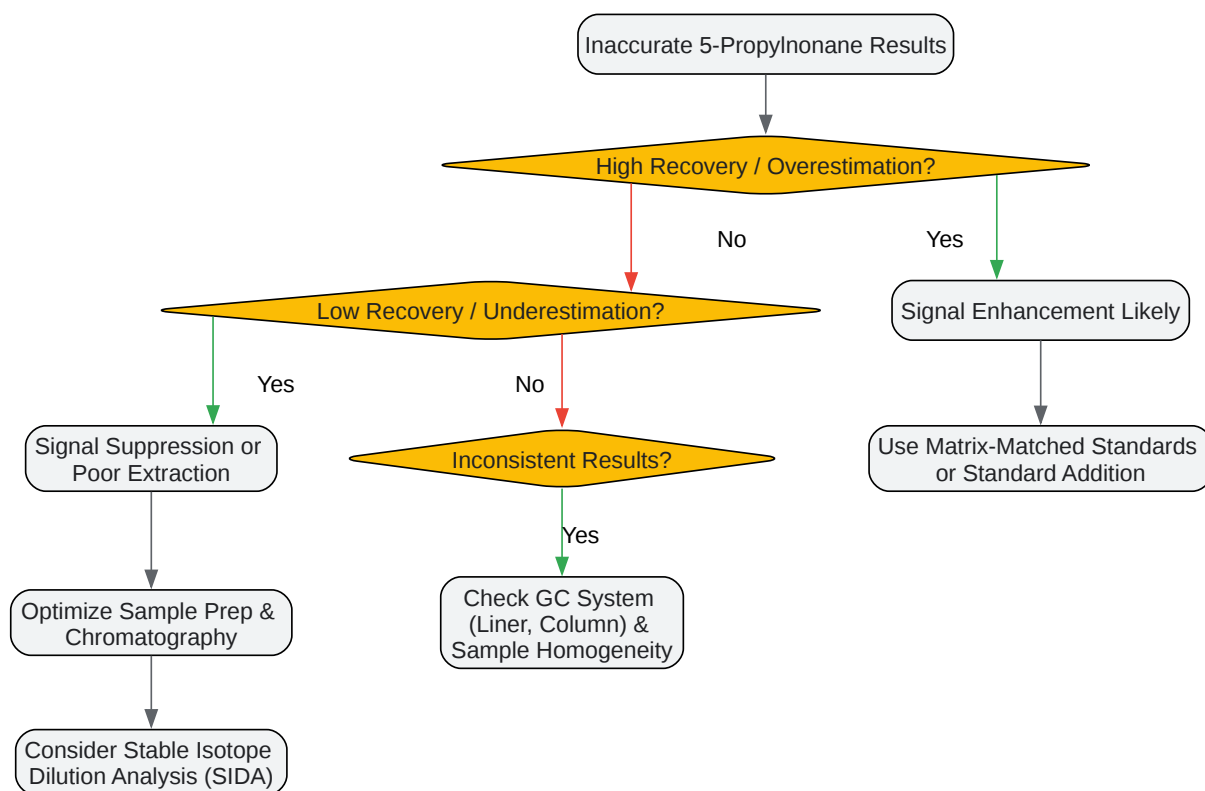 Inaccurate 5-Propylnonane Results
High Recovery / Overestimation?
No
Yes
Low Recovery / Underestimation?
Signal Enhancement Likely
Yes
No
Signal Suppression or
Poor Extraction
Inconsistent Results?
Use Matrix-Matched Standards
or Standard Addition
Yes
Optimize Sample Prep &
Chromatography
Check GC System
(Liner, Column) &
Sample Homogeneity
Consider Stable Isotope
Dilution Analysis (SIDA)